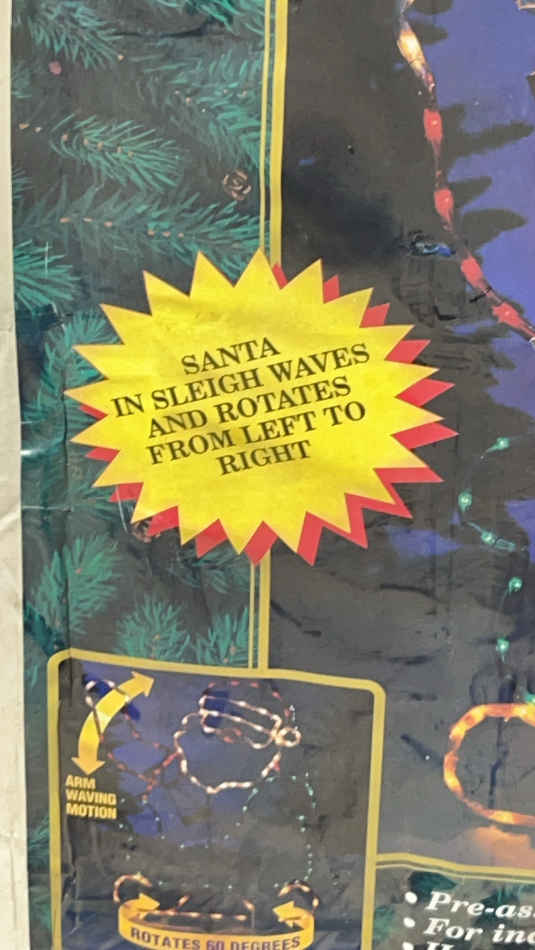 SANTA
IN SLEIGH WAVES
AND ROTATES
FROM LEFT TO
RIGHT
ARM
WAVING
MOTION
ROTATES 60 DEGREES
• Pre-as
• For in
•